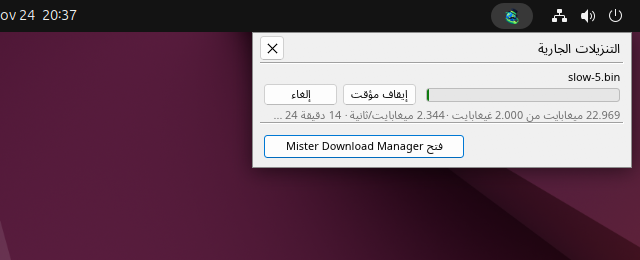 ov 24 20:37
التنزيلات الجارية
slow-5.bin
إيقاف مؤقت
إلغاء
22.969 ميغابايت من 2.000 غيغابايت · 2.344 ميغابايت/ثانية · 14 دقيقة 24 ...
فتح Mister Download Manager